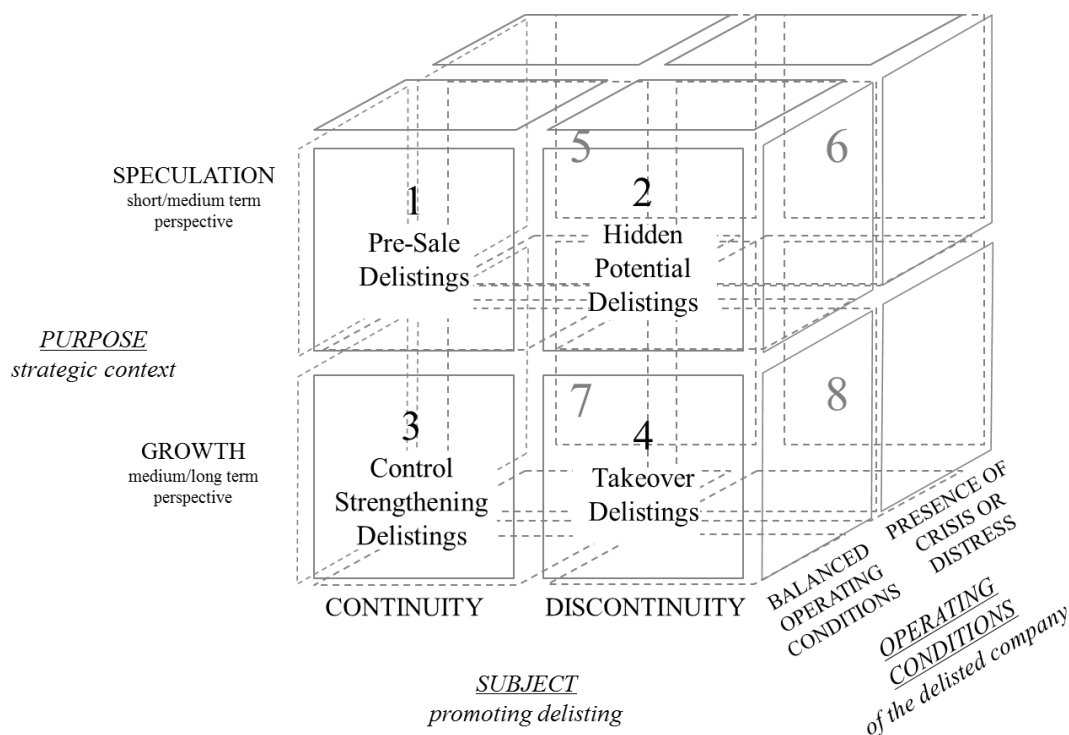 SPECULATION
short/medium term
perspective
1
Pre-Sale
Delistings
5
2
Hidden
Potential
Delistings
6
PURPOSE
strategic context
GROWTH
medium/long term
perspective
3
Control
Strengthening
Delistings
7
4
Takeover
Delistings
8
CONTINUITY
DISCONTINUITY
BALANCED
OPERATING
CONDITIONS
PRESENCE OF
CRISIS OR
DISTRESS
OPERATING
CONDITIONS
of the delisted company
SUBJECT
promoting delisting